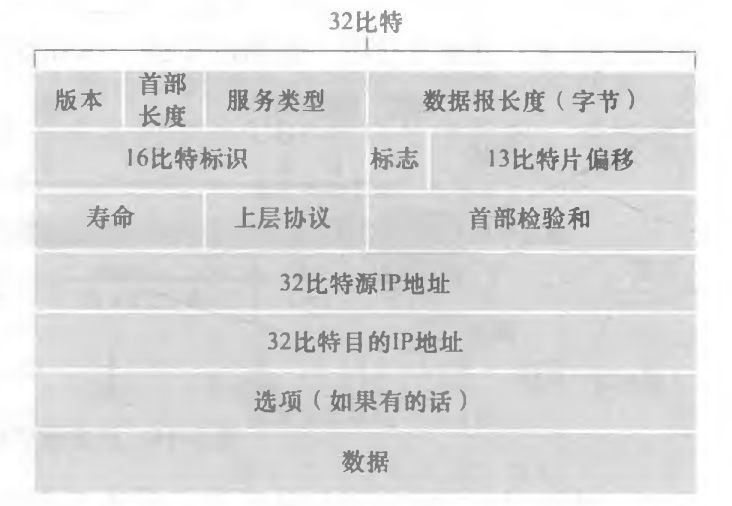 32比特
版本 首部长度 服务类型 数据报长度（字节）
16比特标识 标志 13比特片偏移
寿命 上层协议 首部检验和
32比特源IP地址
32比特目的IP地址
选项（如果有的话）
数据